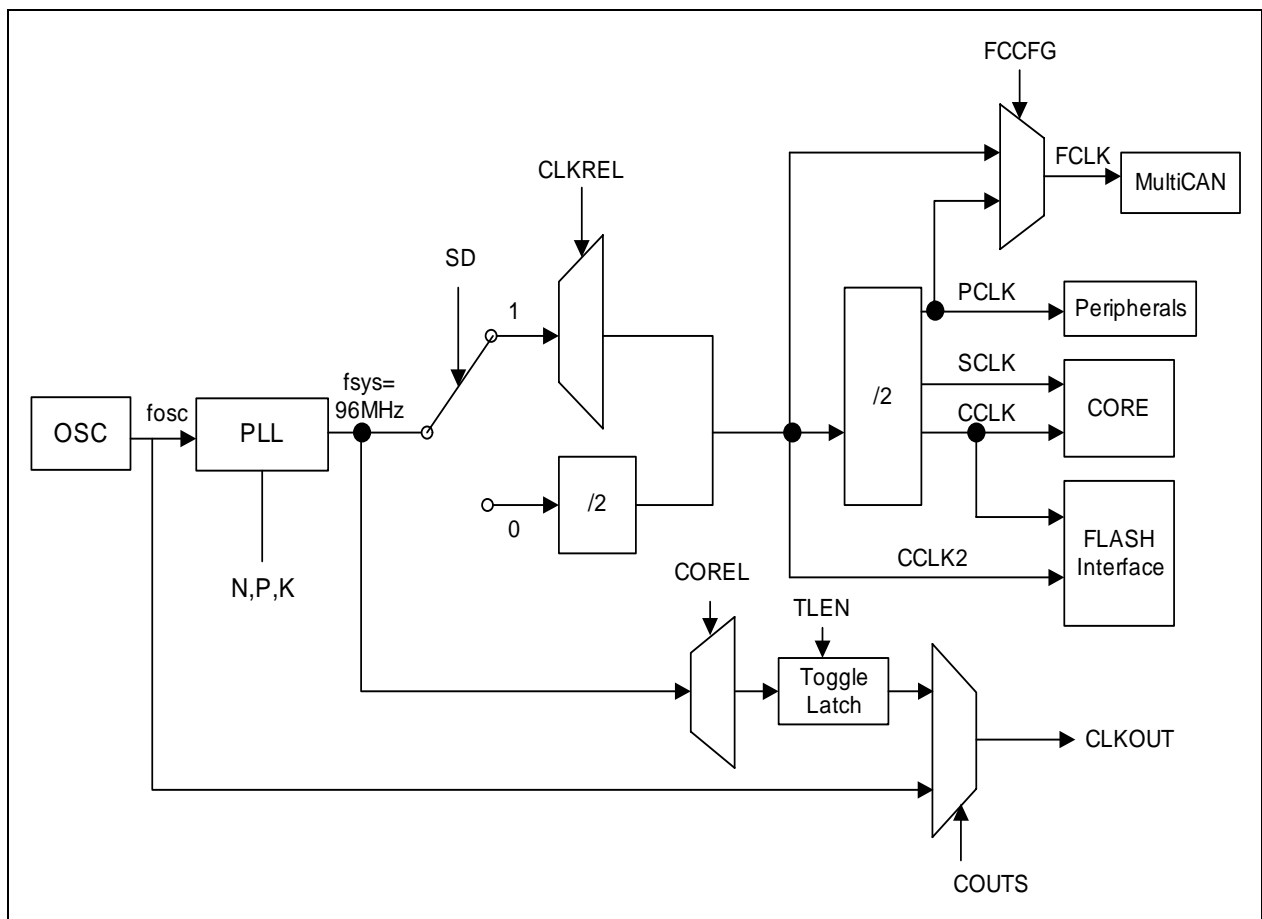 FCCFG
FCLK
MultiCAN
CLKREL
SD
1
PCLK
Peripherals
SCLK
/2
CCLK
CORE
fsys=
96MHz
fosc
OSC
PLL
/2
0
FLASH
Interface
CCLK2
N,P,K
COREL
TLEN
Toggle
Latch
CLKOUT
COUTS